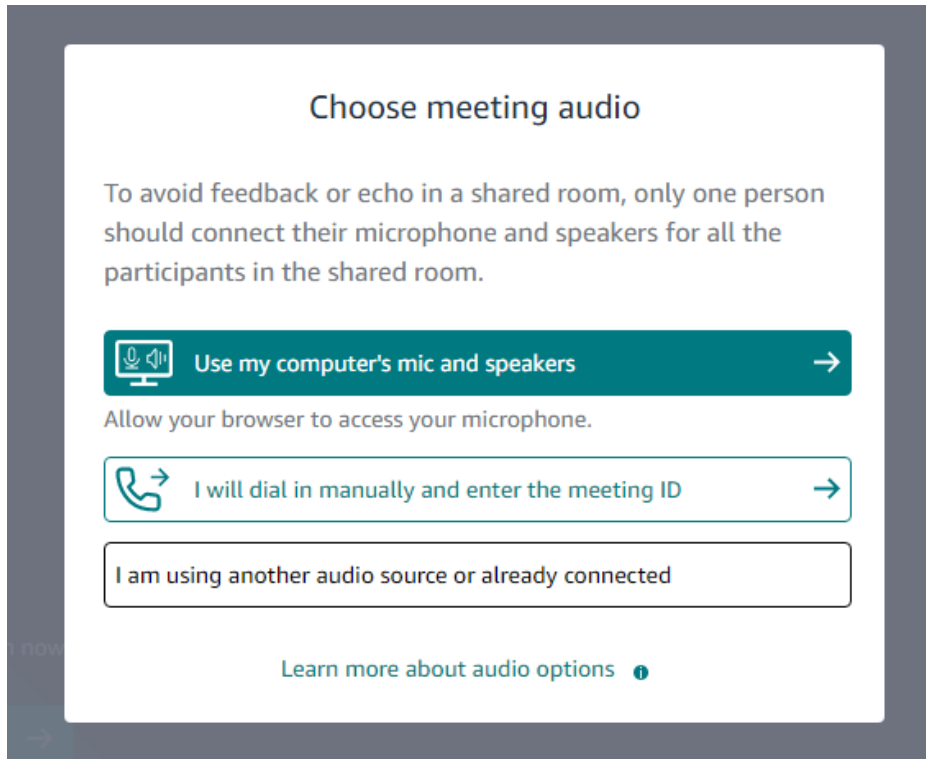 Choose meeting audio
To avoid feedback or echo in a shared room, only one person
should connect their microphone and speakers for all the
participants in the shared room.
Use my computer's mic and speakers
Allow your browser to access your microphone.
I will dial in manually and enter the meeting ID
I am using another audio source or already connected
now
Learn more about audio options